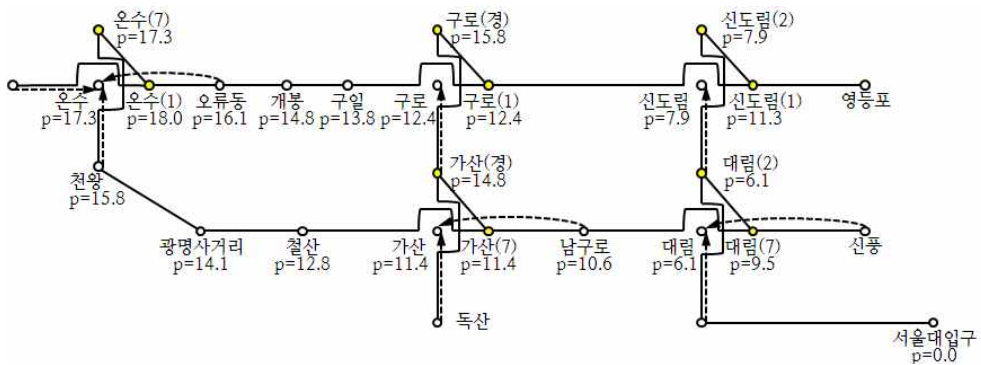 온수(7)
p=17.3
구로(경)
p=15.8
신도림(2)
p=7.9
온수
p=17.3
온수(1)
p=18.0
오류동
p=16.1
개봉
p=14.8
구일
p=13.8
구로
p=12.4
구로(1)
p=12.4
신도림
p=7.9
신도림(1)
p=11.3
영등포
천왕
p=15.8
가산(경)
p=14.8
대림(2)
p=6.1
광명사거리
p=14.1
철산
p=12.8
가산
p=11.4
가산(7)
p=11.4
남구로
p=10.6
대림
p=6.1
대림(7)
p=9.5
신풍
독산
서울대입구
p=0.0